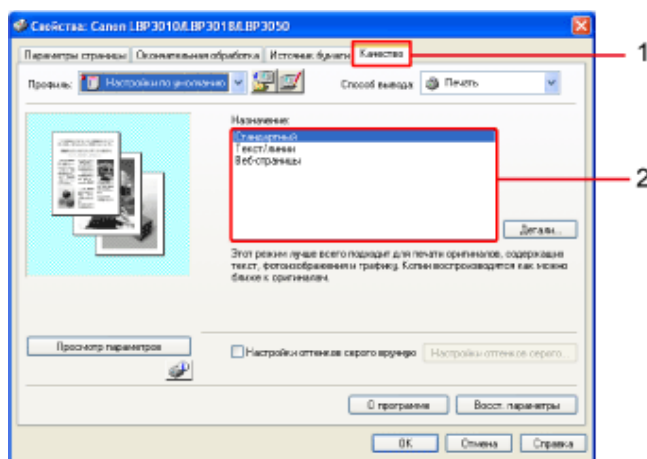 Свойства: Canon LBP3010/LBP3018/LBP3050
Параметры страницы Окончательная обработка Источник бумаги Качество
1
Профиль: Настройки по умолчанию Способ вывода: Печать
Назначение:
Стандартный
Текст/линии
Веб-страницы
2
Детали...
Этот режим лучше всего подходит для печати оригиналов, содержащих
текст, фотоизображения и графику. Копии воспроизводятся как можно
ближе к оригиналам.
Просмотр параметров
Настройки оттенков серого вручную Настройки оттенков серого...
О программе Восст. параметры
OK Отмена Справка